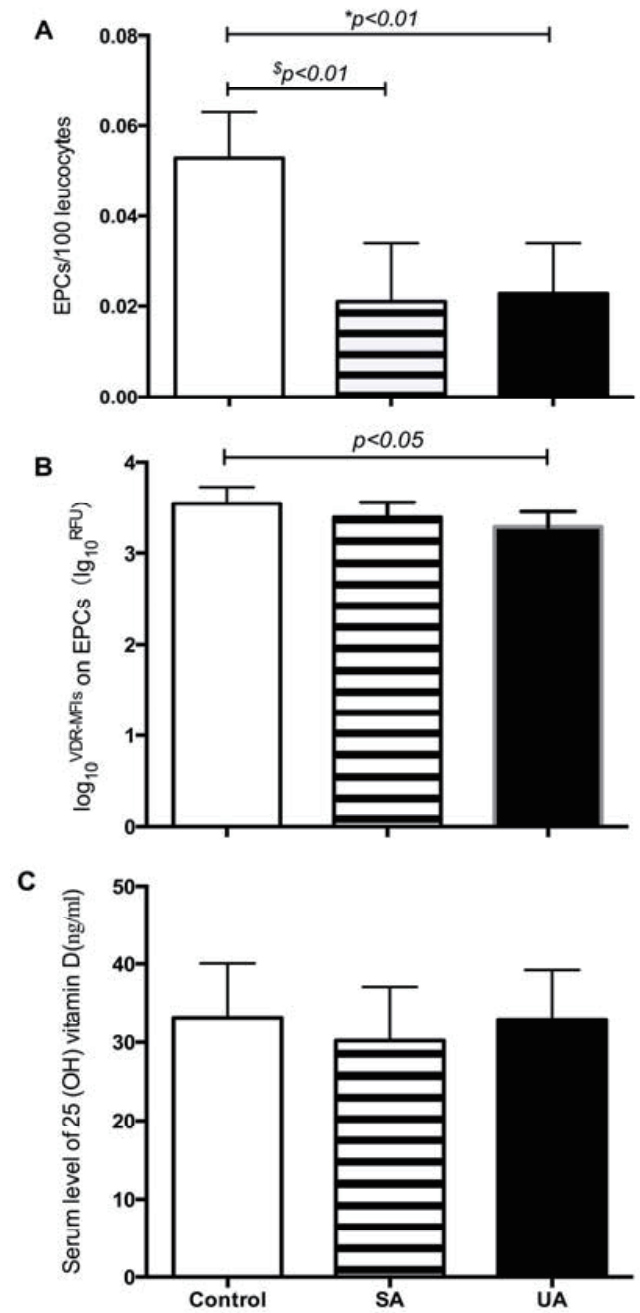 A
*p<0.01
$p<0.01
0.08
0.06
0.04
0.02
0.00
EPCs/100 leucocytes
B
p<0.05
4
3
2
1
0
log10VDR-MFIs on EPCs (lg10RFU)
C
50
40
30
20
10
0
Serum level of 25 (OH) vitamin D(ng/ml)
Control SA UA